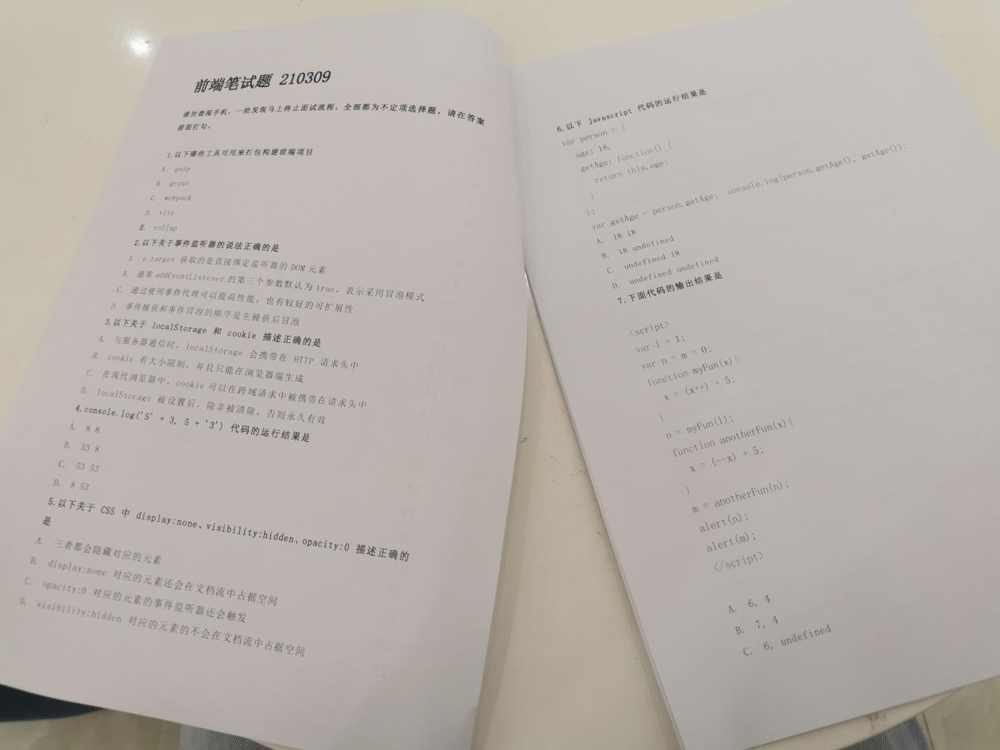 前端笔试题 210309
请勿查阅手机，一经发现马上终止面试流程。全部都为不定项选择题，请在答案
前面打勾。
1.以下哪些工具可用来打包构建前端项目
A. gulp
B. grunt
C. webpack
D. vite
E. rollup
2.以下关于事件监听器的说法正确的是
A. e.target 获取的是直接绑定监听器的 DOM 元素
B. 通常 addEventListener 的第三个参数默认为 true，表示采用冒泡模式
C. 通过使用事件代理可以提高性能，也有较好的可扩展性
D. 事件捕获和事件冒泡的顺序是先捕获后冒泡
3.以下关于 localStorage 和 cookie 描述正确的是
A. 与服务器通信时，localStorage 会携带在 HTTP 请求头中
B. cookie 有大小限制，并且只能在浏览器端生成
C. 在现代浏览器中，cookie 可以在跨域请求中被携带在请求头中
D. localStorage 被设置后，除非被清除，否则永久有效
4.console.log('5' + 3, 5 + '3') 代码的运行结果是
A. 8 8
B. 53 8
C. 53 53
D. 8 53
5.以下关于 CSS 中 display:none、visibility:hidden、opacity:0 描述正确的
是
A. 三者都会隐藏对应的元素
B. display:none 对应的元素还会在文档流中占据空间
C. opacity:0 对应的元素的事件监听器还会触发
D. visibility:hidden 对应的元素的不会在文档流中占据空间
6.以下 Javascript 代码的运行结果是
var person = {
age: 18,
getAge: function() {
return this.age;
}
};
var getAge = person.getAge; console.log(person.getAge(), getAge());
A. 18 18
B. 18 undefined
C. undefined 18
D. undefined undefined
7.下面代码的输出结果是
<script>
var l = 1;
var n = m = 0;
function myFun(x){
x = (x++) + 5;
}
n = myFun(l);
function anotherFun(x){
x = (--x) + 5;
}
m = anotherFun(n);
alert(n);
alert(m);
</script>
A. 6, 4
B. 7, 4
C. 6, undefined